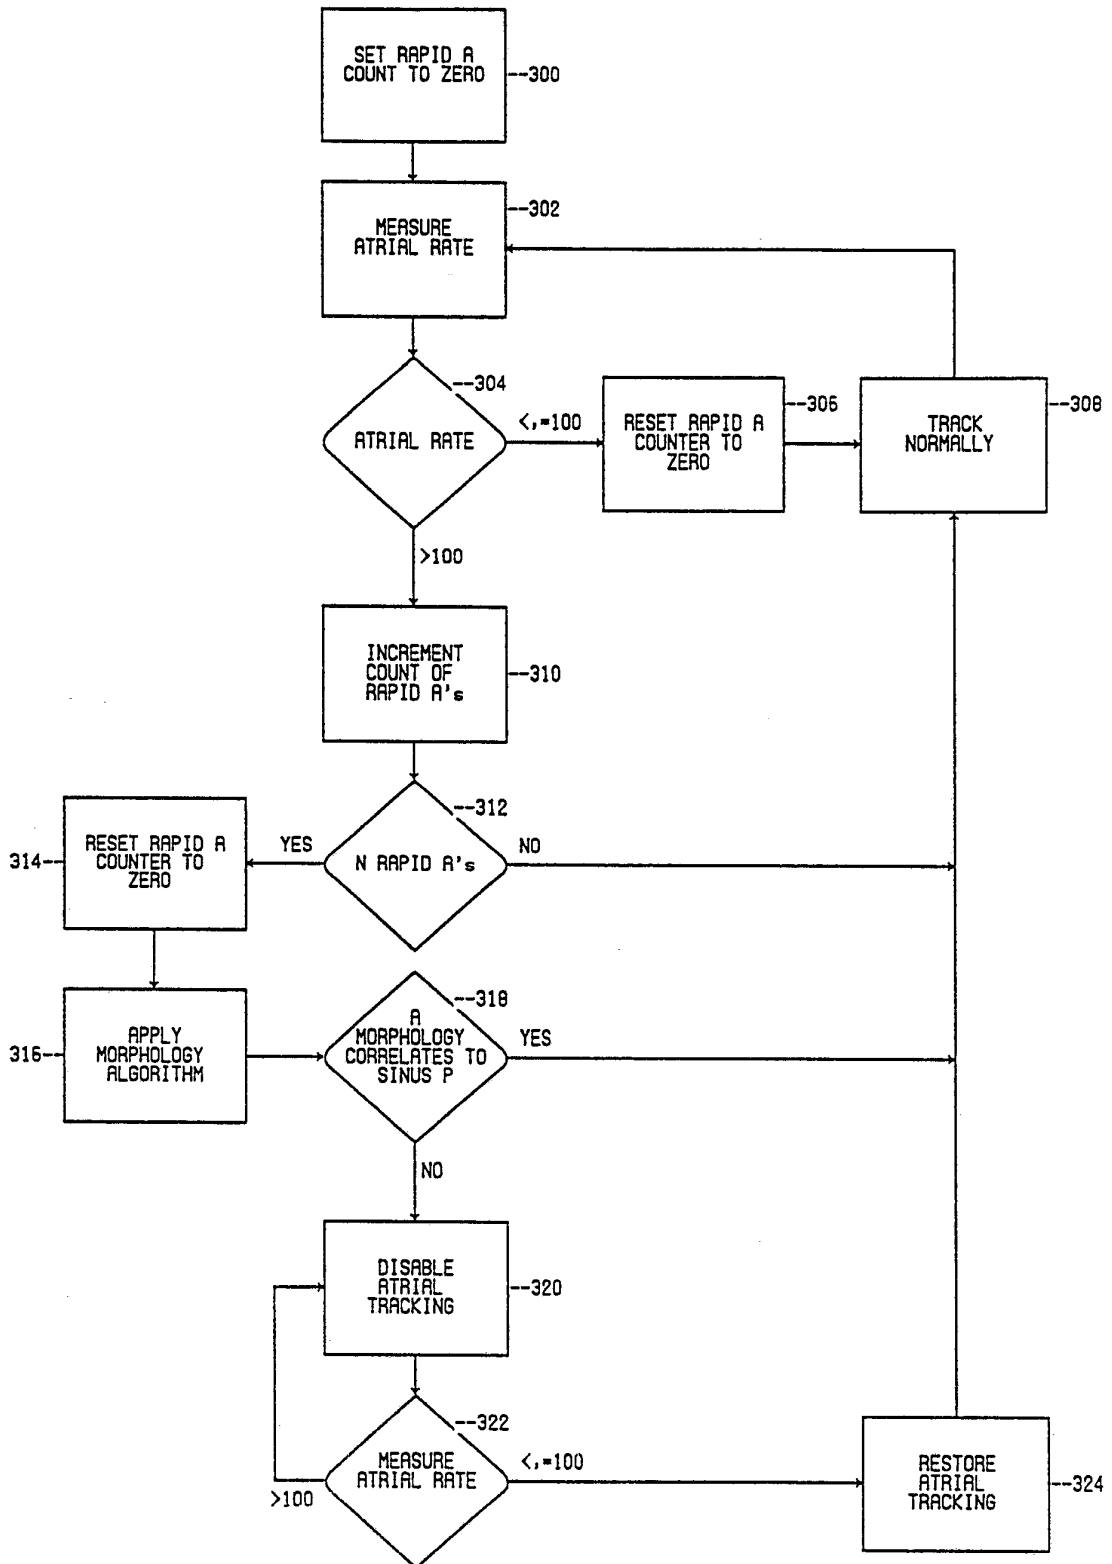 SET RAPID A
COUNT TO ZERO
--300
--302
MEASURE
ATRIAL RATE
--304
ATRIAL RATE
<,=100
RESET RAPID A
COUNTER TO
ZERO
--306
TRACK
NORMALLY
--308
>100
INCREMENT
COUNT OF
RAPID A's
--310
--312
N RAPID A's
YES
NO
RESET RAPID A
COUNTER TO
ZERO
314--
APPLY
MORPHOLOGY
ALGORITHM
316--
--318
A
MORPHOLOGY
CORRELATES TO
SINUS P
YES
NO
DISABLE
ATRIAL
TRACKING
--320
--322
MEASURE
ATRIAL RATE
>100
<,=100
RESTORE
ATRIAL
TRACKING
--324